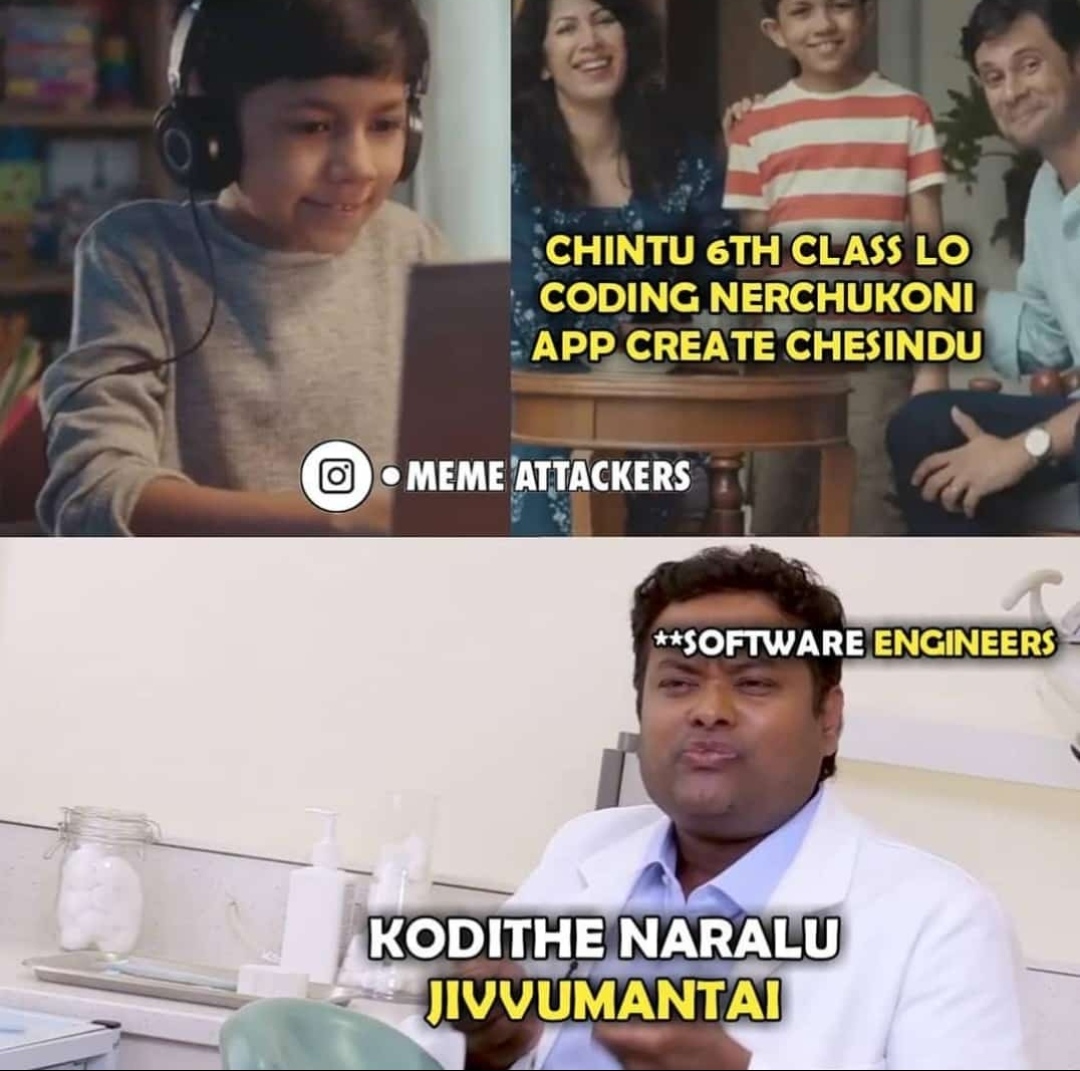 CHINTU 6TH CLASS LO
CODING NERCHUKONI
APP CREATE CHESINDU
• MEME ATTACKERS
**SOFTWARE ENGINEERS
KODITHE NARALU
JIVVUMANTAI